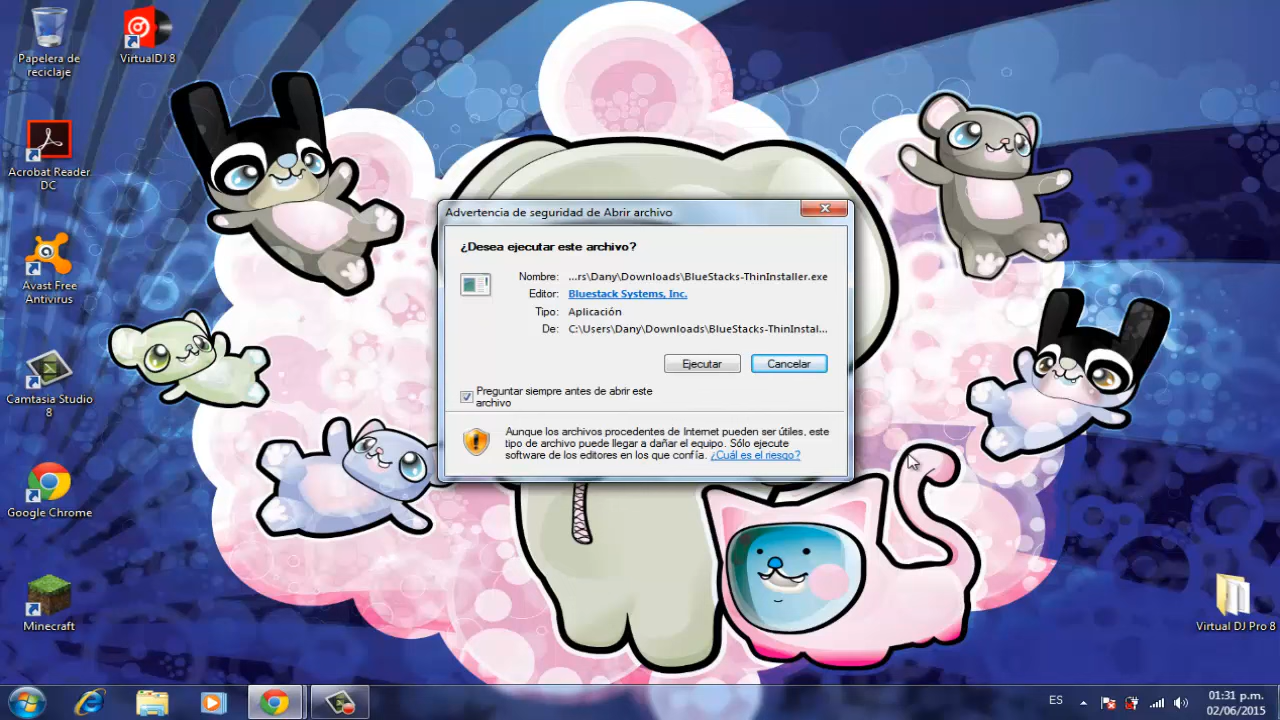 Papelera de
reciclaje
VirtualDJ 8
Acrobat Reader
DC
Avast Free
Antivirus
Camtasia Studio
8
Google Chrome
Minecraft
Virtual DJ Pro 8
Advertencia de seguridad de Abrir archivo
¿Desea ejecutar este archivo?
Nombre: ...rs\Dany\Downloads\BlueStacks-ThinInstaller.exe
Editor: Bluestack Systems, Inc.
Tipo: Aplicación
De: C:\Users\Dany\Downloads\BlueStacks-ThinInstal...
Ejecutar Cancelar
Preguntar siempre antes de abrir este
archivo
Aunque los archivos procedentes de Internet pueden ser útiles, este
tipo de archivo puede llegar a dañar el equipo. Sólo ejecute
software de los editores en los que confía. ¿Cuál es el riesgo?
ES
01:31 p.m.
02/06/2015